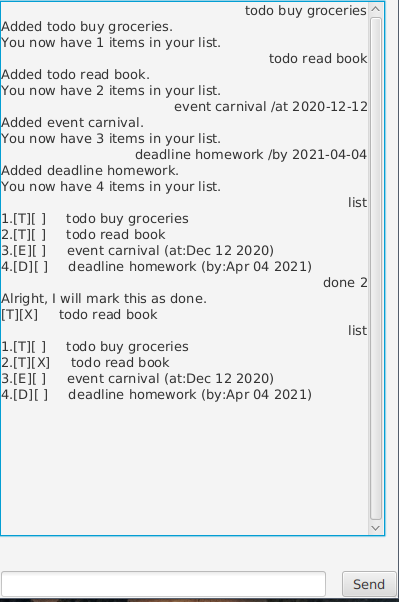 todo buy groceries
Added todo buy groceries.
You now have 1 items in your list.
todo read book
Added todo read book.
You now have 2 items in your list.
event carnival /at 2020-12-12
Added event carnival.
You now have 3 items in your list.
deadline homework /by 2021-04-04
Added deadline homework.
You now have 4 items in your list.
list
1.[T][ ]     todo buy groceries
2.[T][ ]     todo read book
3.[E][ ]     event carnival (at:Dec 12 2020)
4.[D][ ]     deadline homework (by:Apr 04 2021)
done 2
Alright, I will mark this as done.
[T][X]     todo read book
list
1.[T][ ]     todo buy groceries
2.[T][X]     todo read book
3.[E][ ]     event carnival (at:Dec 12 2020)
4.[D][ ]     deadline homework (by:Apr 04 2021)
Send